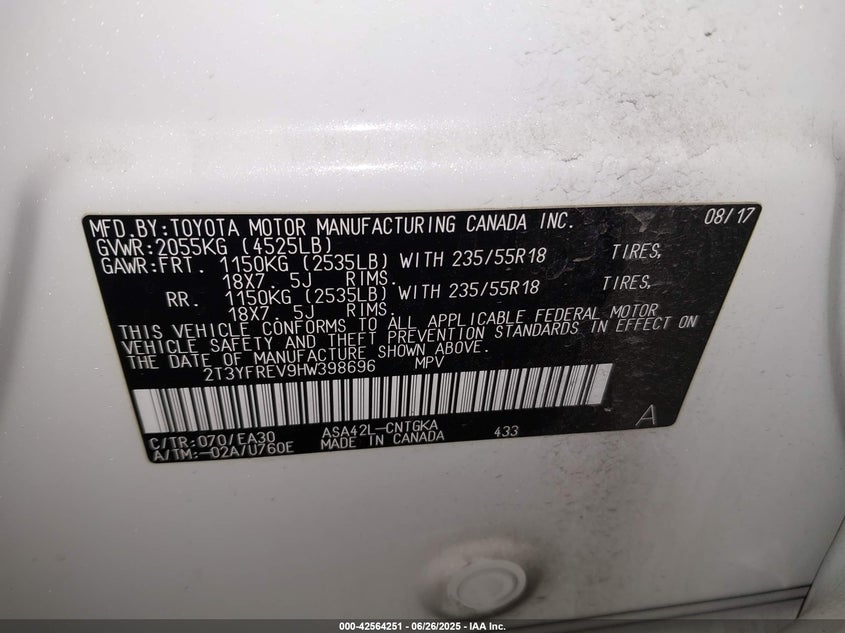 MFD.BY:TOYOTA MOTOR MANUFACTURING CANADA INC. 08/17
GVWR:2055KG (4525LB)
GAWR:FRT. 1150KG (2535LB) WITH 235/55R18 TIRES,
18X7. 5J RIMS.
RR. 1150KG (2535LB) WITH 235/55R18 TIRES,
18X7. 5J RIMS.
THIS VEHICLE CONFORMS TO ALL APPLICABLE FEDERAL MOTOR
VEHICLE SAFETY AND THEFT PREVENTION STANDARDS IN EFFECT ON
THE DATE OF MANUFACTURE SHOWN ABOVE.
2T3YFREV9HW398696 MPV
C/TR:070/EA30 ASA42L-CNTGKA 433 A
A/TM:-02A/U760E MADE IN CANADA
000-42564251 - 06/26/2025 - IAA Inc.